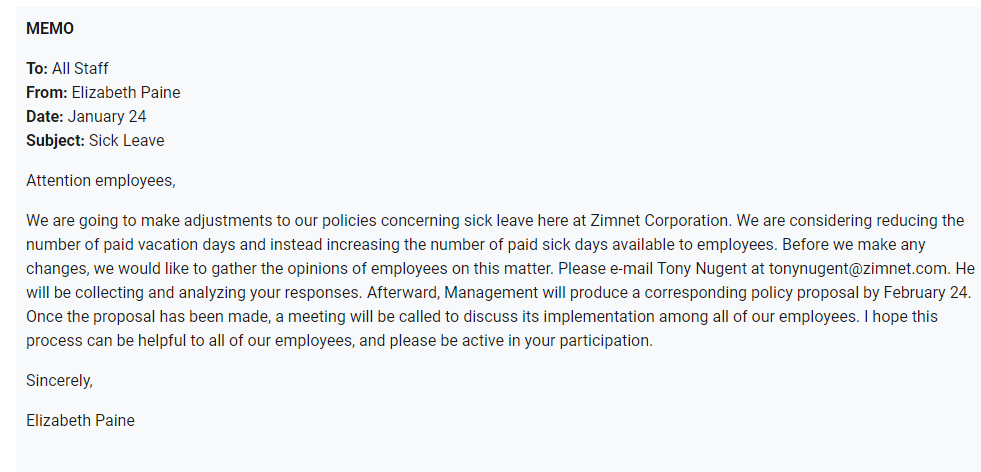 MEMO
To: All Staff
From: Elizabeth Paine
Date: January 24
Subject: Sick Leave
Attention employees,
We are going to make adjustments to our policies concerning sick leave here at Zimnet Corporation. We are considering reducing the
number of paid vacation days and instead increasing the number of paid sick days available to employees. Before we make any
changes, we would like to gather the opinions of employees on this matter. Please e-mail Tony Nugent at tonynugent@zimnet.com. He
will be collecting and analyzing your responses. Afterward, Management will produce a corresponding policy proposal by February 24.
Once the proposal has been made, a meeting will be called to discuss its implementation among all of our employees. I hope this
process can be helpful to all of our employees, and please be active in your participation.
Sincerely,
Elizabeth Paine